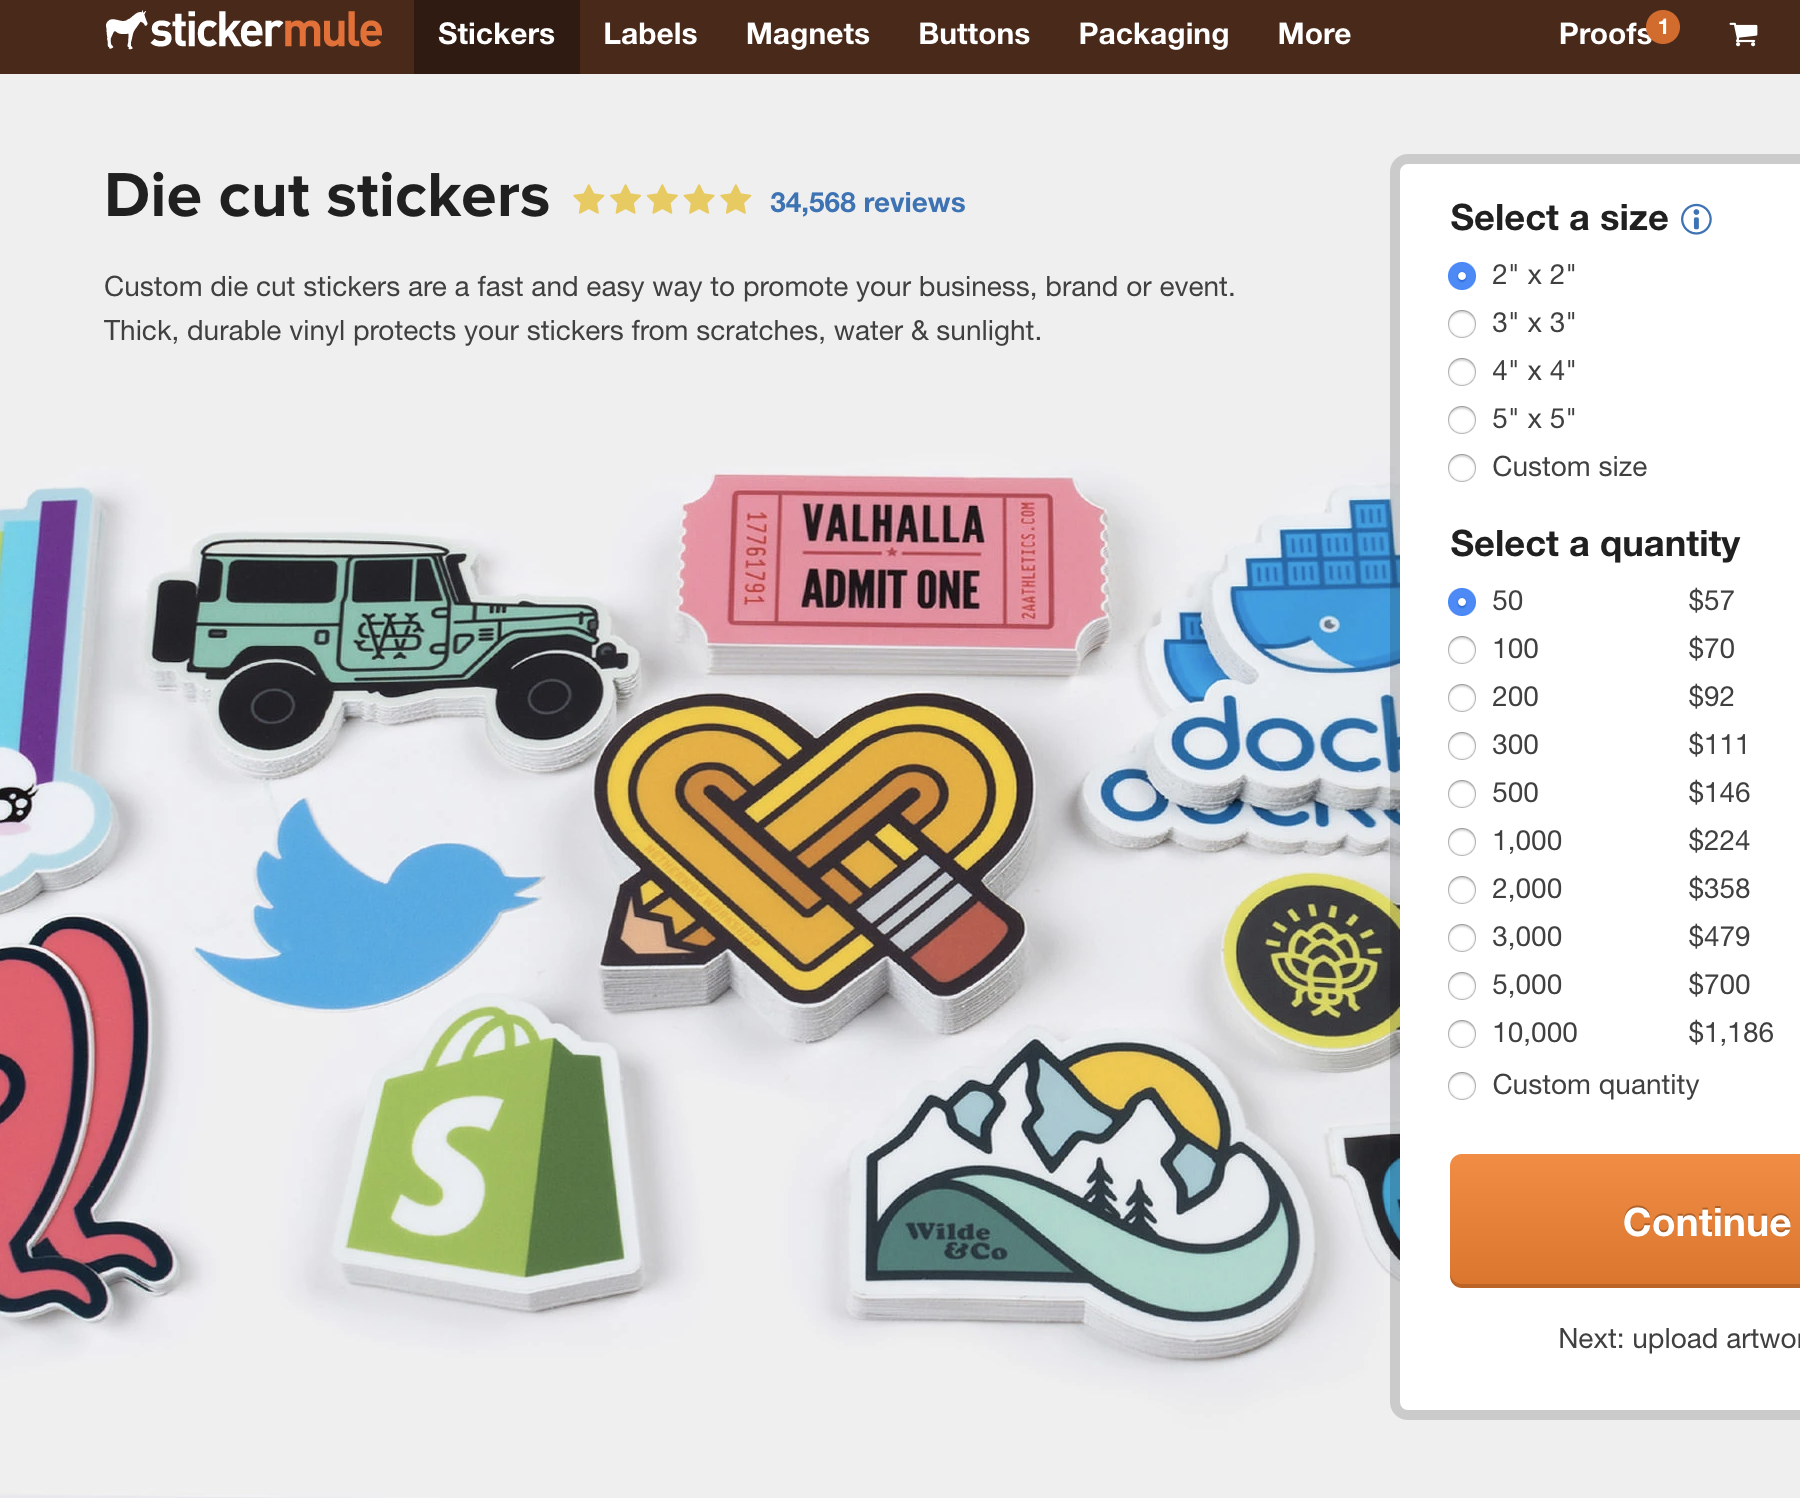 stickermule
Stickers
Labels
Magnets
Buttons
Packaging
More
Proofs
1
Die cut stickers
34,568 reviews
Custom die cut stickers are a fast and easy way to promote your business, brand or event.
Thick, durable vinyl protects your stickers from scratches, water & sunlight.
17761791
VALHALLA
ADMIT ONE
2AATHLETICS.COM
dock
S
Wilde
&Co
Select a size
2" x 2"
3" x 3"
4" x 4"
5" x 5"
Custom size
Select a quantity
50 $57
100 $70
200 $92
300 $111
500 $146
1,000 $224
2,000 $358
3,000 $479
5,000 $700
10,000 $1,186
Custom quantity
Continue
Next: upload artwor